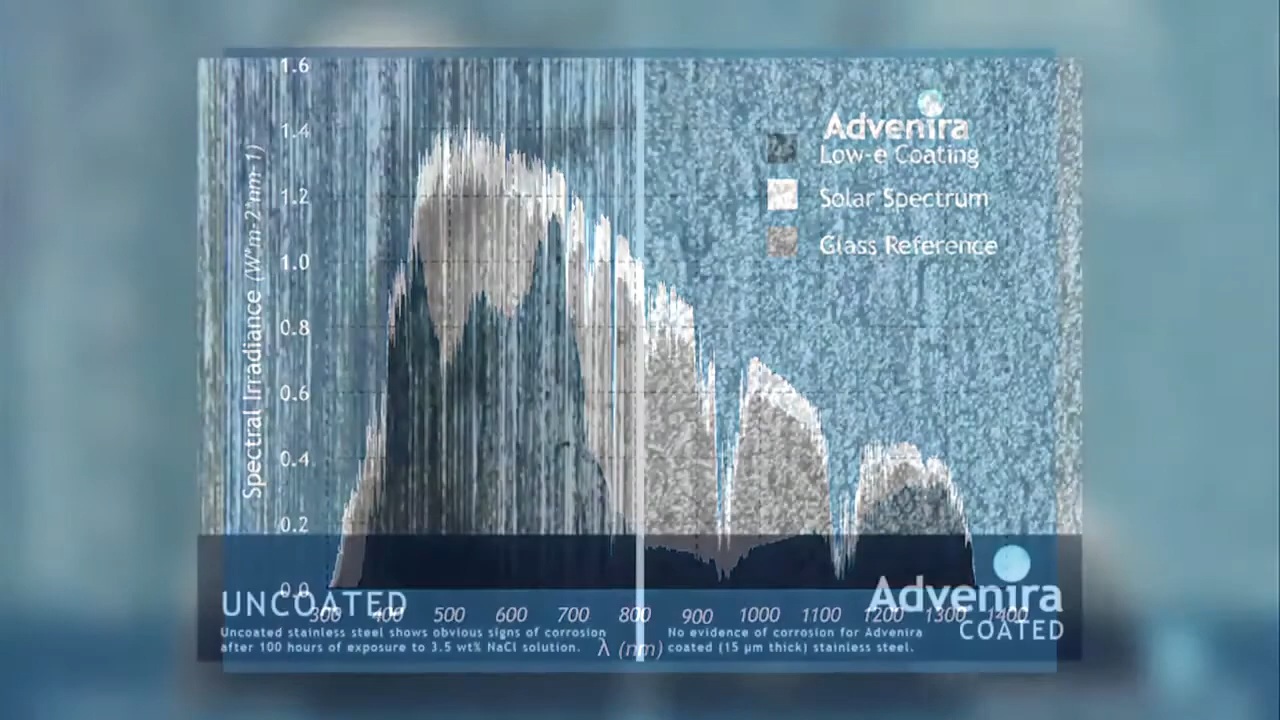 1.6
1.4
1.2
1.0
0.8
0.6
0.4
0.2
0.0
Spectral Irradiance (W*m-2*nm-1)
Advenira
Low-e Coating
Solar Spectrum
Glass Reference
300 400 500 600 700 800 900 1000 1100 1200 1300 1400
λ (nm)
UNCOATED
Uncoated stainless steel shows obvious signs of corrosion
after 100 hours of exposure to 3.5 wt% NaCl solution.
Advenira
COATED
No evidence of corrosion for Advenira
coated (15 µm thick) stainless steel.